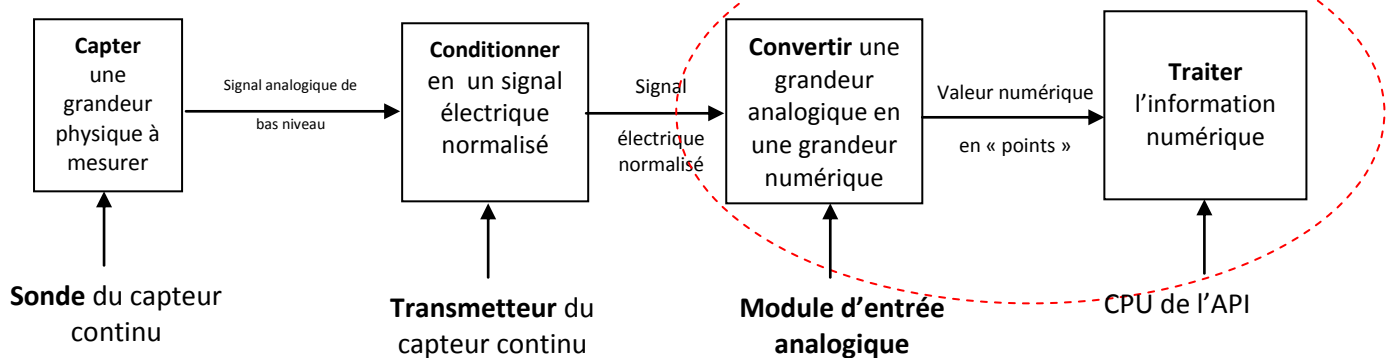 Capter
une
grandeur
physique à
mesurer
Signal analogique de
bas niveau
Conditionner
en un signal
électrique
normalisé
Signal
électrique
normalisé
Convertir une
grandeur
analogique en
une grandeur
numérique
Valeur numérique
en « points »
Traiter
l’information
numérique
Sonde du capteur
continu
Transmetteur du
capteur continu
Module d’entrée
analogique
CPU de l’API